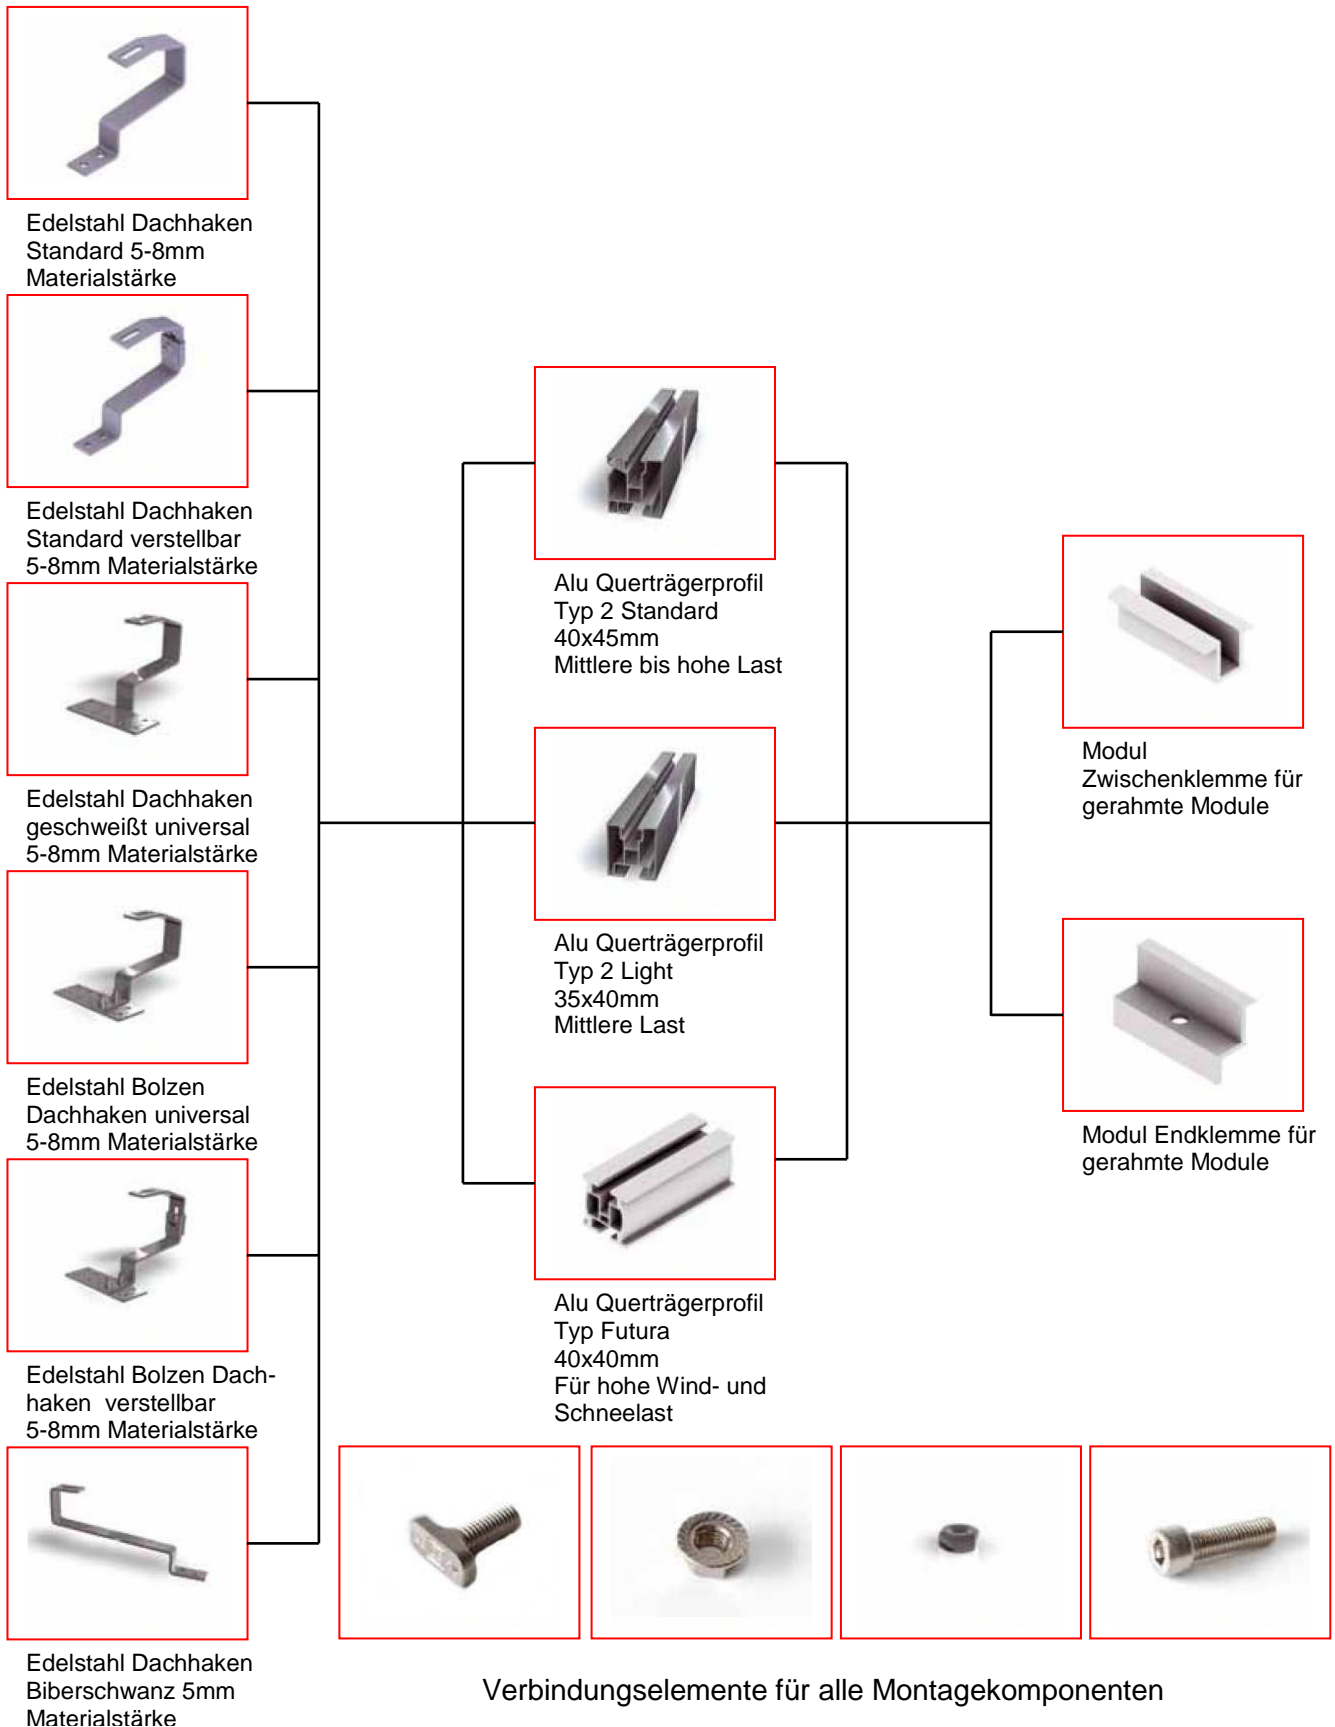 Edelstahl Dachhaken
Standard 5-8mm
Materialstärke
Edelstahl Dachhaken
Standard verstellbar
5-8mm Materialstärke
Edelstahl Dachhaken
geschweißt universal
5-8mm Materialstärke
Edelstahl Bolzen
Dachhaken universal
5-8mm Materialstärke
Edelstahl Bolzen Dach-
haken verstellbar
5-8mm Materialstärke
Edelstahl Dachhaken
Biberschwanz 5mm
Materialstärke
Alu Querträgerprofil
Typ 2 Standard
40x45mm
Mittlere bis hohe Last
Alu Querträgerprofil
Typ 2 Light
35x40mm
Mittlere Last
Alu Querträgerprofil
Typ Futura
40x40mm
Für hohe Wind- und
Schneelast
Modul
Zwischenklemme für
gerahmte Module
Modul Endklemme für
gerahmte Module
Verbindungselemente für alle Montagekomponenten